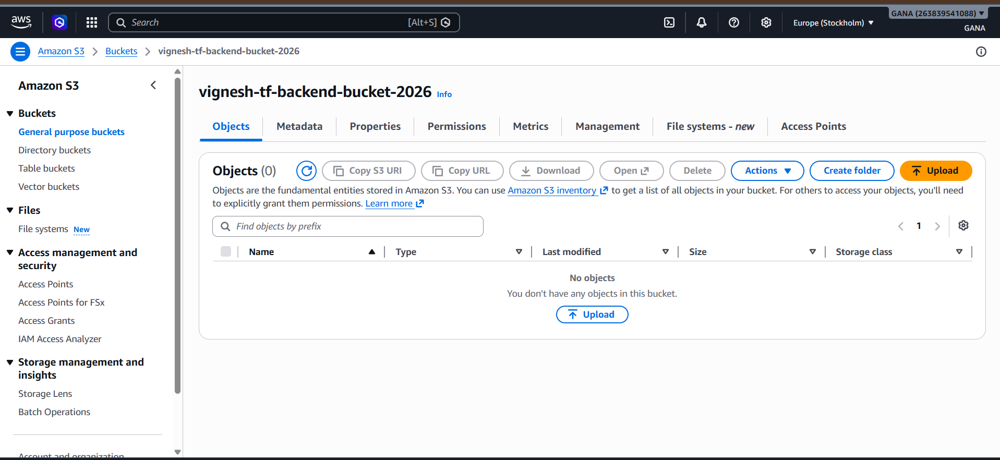 aws
Search [Alt+S]
Europe (Stockholm)
GANA (263839541088)
GANA
Amazon S3 Buckets vignesh-tf-backend-bucket-2026
Amazon S3
Buckets
General purpose buckets
Directory buckets
Table buckets
Vector buckets
Files
File systems New
Access management and
security
Access Points
Access Points for FSx
Access Grants
IAM Access Analyzer
Storage management and
insights
Storage Lens
Batch Operations
Account and organization
vignesh-tf-backend-bucket-2026 Info
Objects Metadata Properties Permissions Metrics Management File systems - new Access Points
Objects (0) Copy S3 URI Copy URL Download Open Delete Actions Create folder Upload
Objects are the fundamental entities stored in Amazon S3. You can use Amazon S3 inventory to get a list of all objects in your bucket. For others to access your objects, you'll need
to explicitly grant them permissions. Learn more
Find objects by prefix
1
Name Type Last modified Size Storage class
No objects
You don't have any objects in this bucket.
Upload